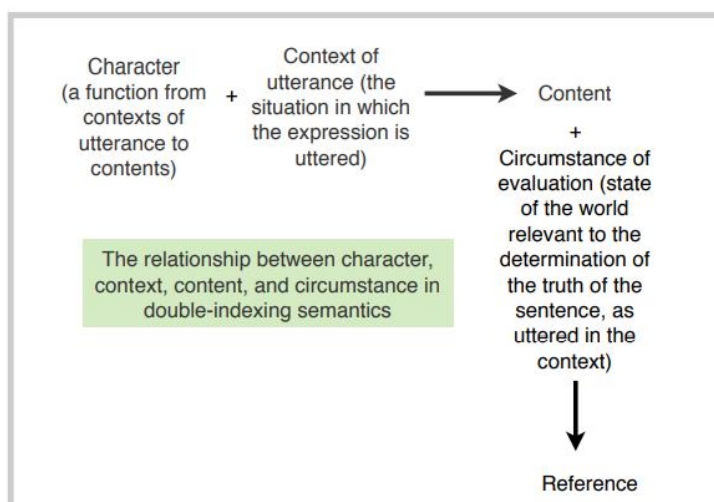 Character
(a function from
contexts of
utterance to
contents)
+
Context of
utterance (the
situation in which
the expression is
uttered)
Content
+
Circumstance of
evaluation (state
of the world
relevant to the
determination of
the truth of the
sentence, as
uttered in the
context)
Reference
The relationship between character,
context, content, and circumstance in
double-indexing semantics